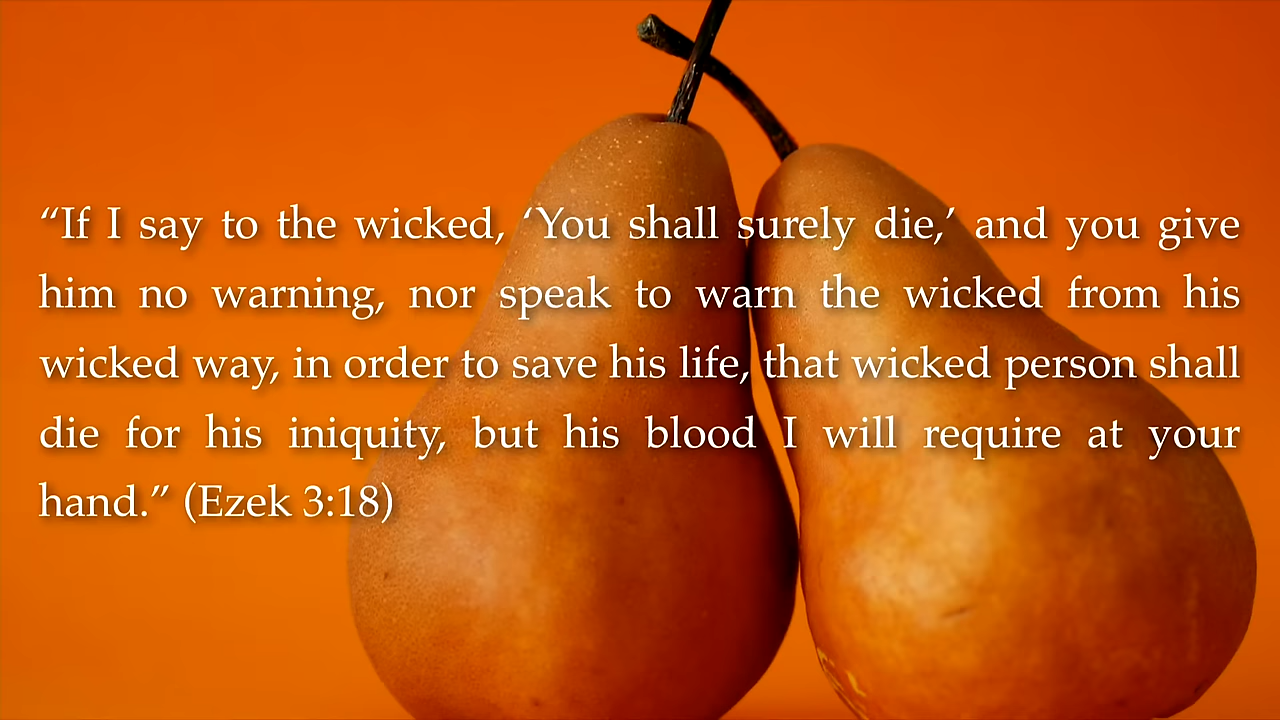 “If I say to the wicked, ‘You shall surely die,’ and you give
him no warning, nor speak to warn the wicked from his
wicked way, in order to save his life, that wicked person shall
die for his iniquity, but his blood I will require at your
hand.” (Ezek 3:18)